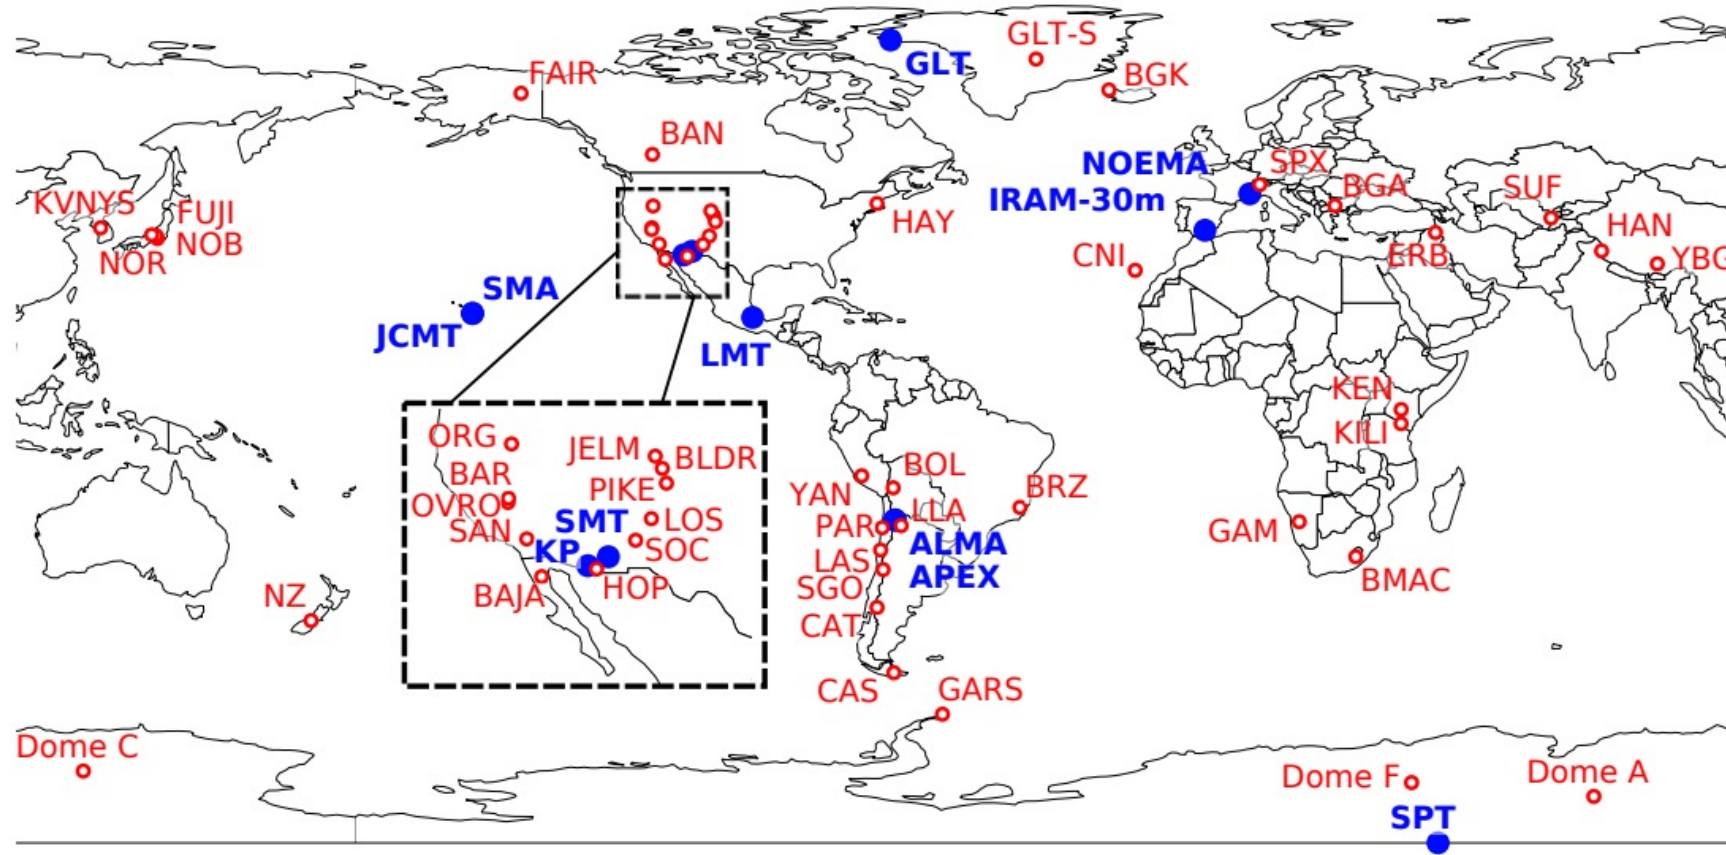 GLT-S
GLT
BGK
FAIR
BAN
NOEMA
SPX
IRAM-30m
BGA
SUF
KVNYS
FUJI
NOB
NOR
HAY
HAN
ERB
CNI
YBG
SMA
JCMT
LMT
KEN
KILI
ORG
JELM
BLDR
BAR
PIKE
OVRO
SMT
LOS
SAN
KP
SOC
BAJA
HOP
BOL
YAN
BRZ
PAR
LLA
ALMA
LAS
APEX
SGO
CAT
GAM
BMAC
NZ
CAS
GARS
Dome C
Dome F
Dome A
SPT